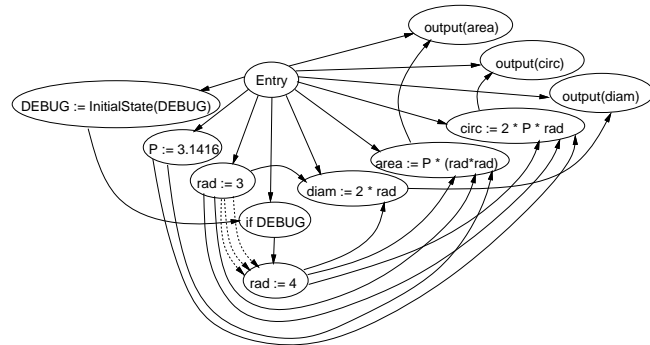 output(area)
output(circ)
Entry
output(diam)
DEBUG := InitialState(DEBUG)
circ := 2 * P * rad
P := 3.1416
area := P * (rad*rad)
rad := 3
diam := 2 * rad
if DEBUG
rad := 4